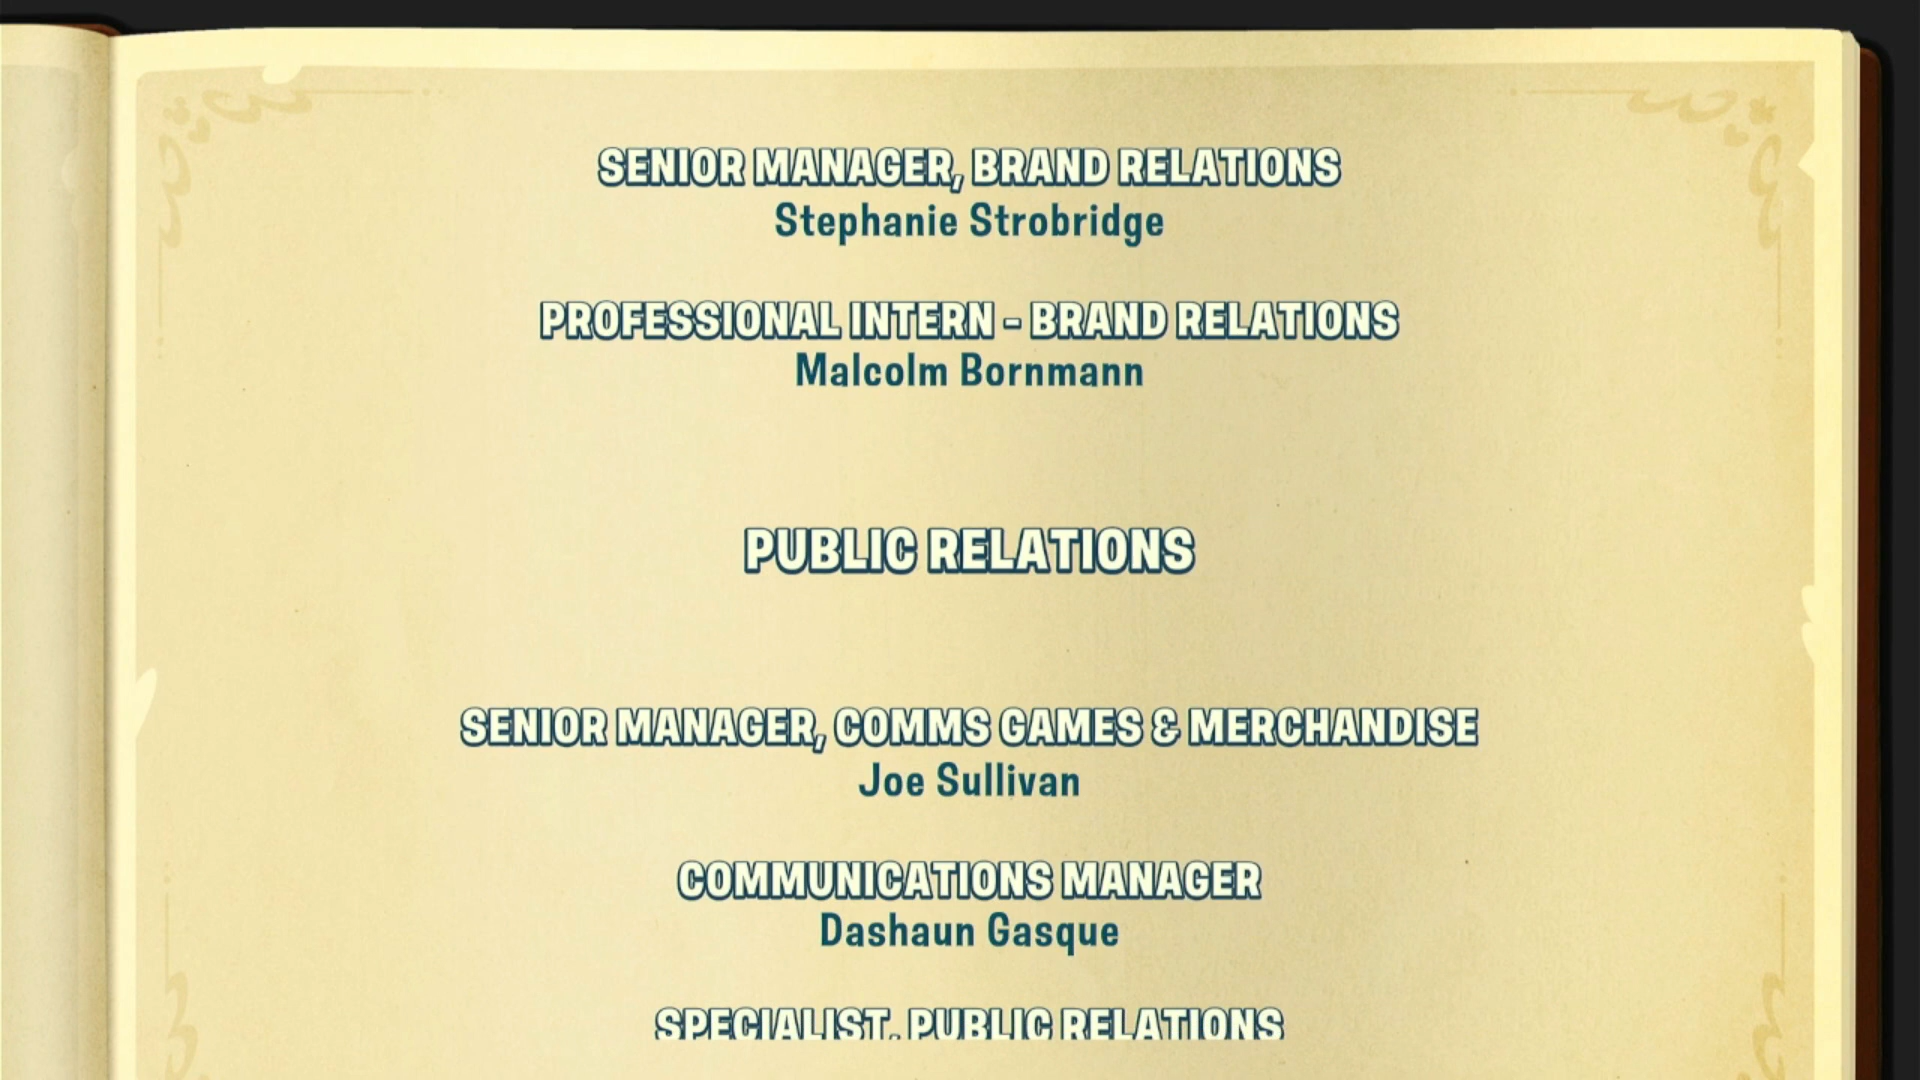 SENIOR MANAGER, BRAND RELATIONS
Stephanie Strobridge
PROFESSIONAL INTERN - BRAND RELATIONS
Malcolm Bornmann
PUBLIC RELATIONS
SENIOR MANAGER, COMMS GAMES & MERCHANDISE
Joe Sullivan
COMMUNICATIONS MANAGER
Dashaun Gasque
SPECIALIST, PUBLIC RELATIONS